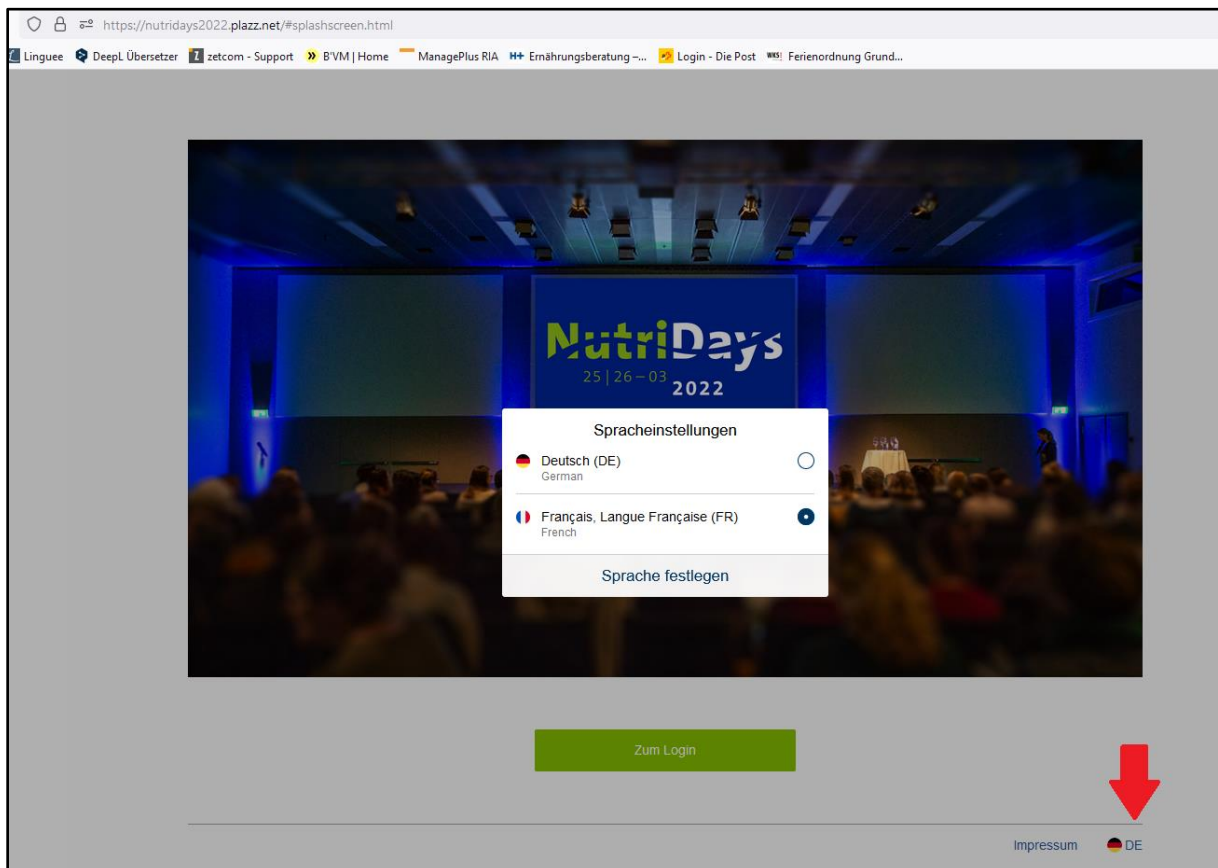 https://nutridays2022.plazz.net/#splashscreen.html
Linguee DeepL Übersetzer zetcom - Support B'VM | Home ManagePlus RIA H+ Ernährungsberatung –... Login - Die Post WKS! Ferienordnung Grund...
NutriDays
25 | 26 – 03
2022
Spracheinstellungen
Deutsch (DE)
German
Français, Langue Française (FR)
French
Sprache festlegen
Zum Login
Impressum DE